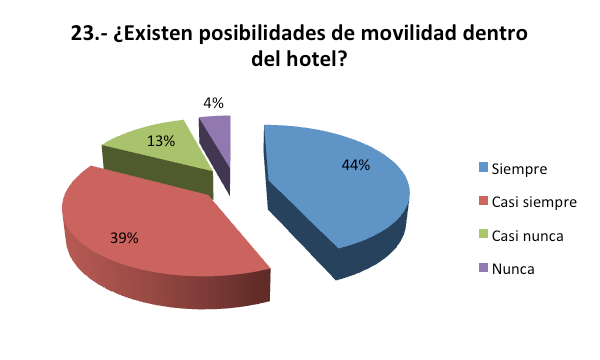 23.- ¿Existen posibilidades de movilidad dentro
del hotel?
4%
13%
44%
39%
Siempre
Casi siempre
Casi nunca
Nunca